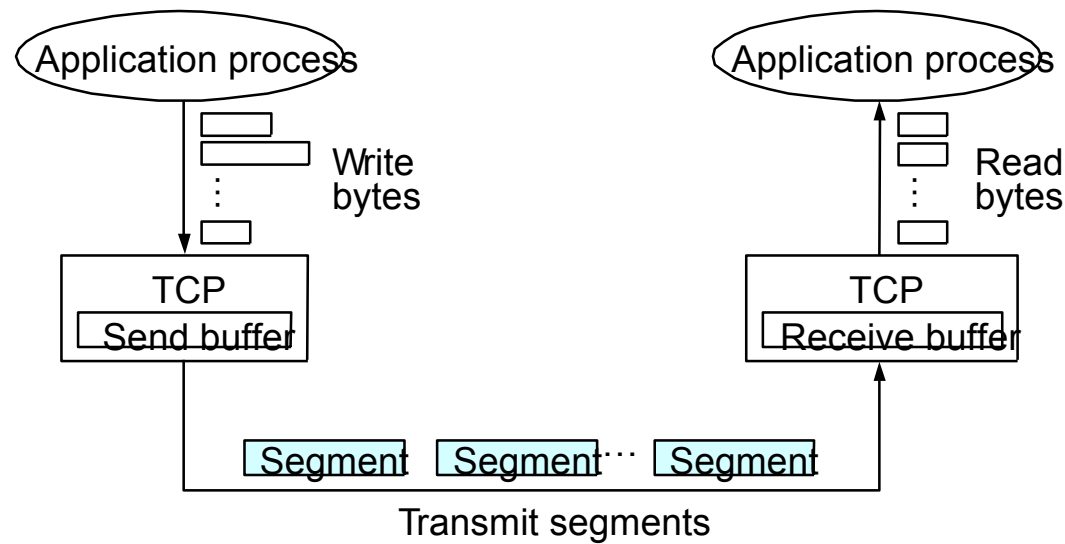 Application process
Application process
Write
bytes
Read
bytes
TCP
Send buffer
TCP
Receive buffer
Segment
Segment
...
Segment
Transmit segments